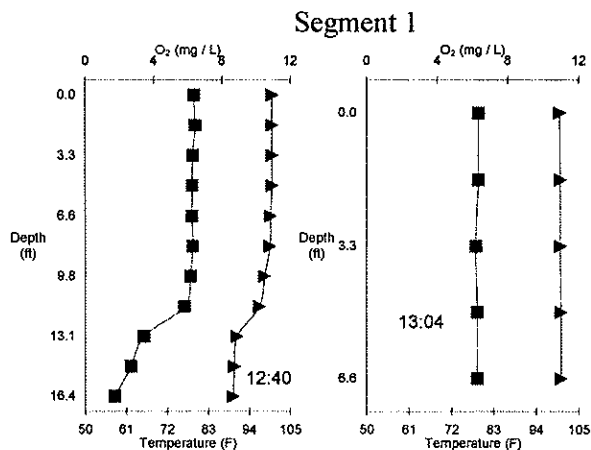 Segment 1
O₂ (mg / L)
0 4 8 12
0.0
3.3
6.6
Depth
(ft)
9.8
13.1
16.4
12:40
50 61 72 83 94 105
Temperature (F)
O₂ (mg / L)
0 4 8 12
0.0
Depth
(ft)
3.3
13:04
6.6
50 61 72 83 94 105
Temperature (F)